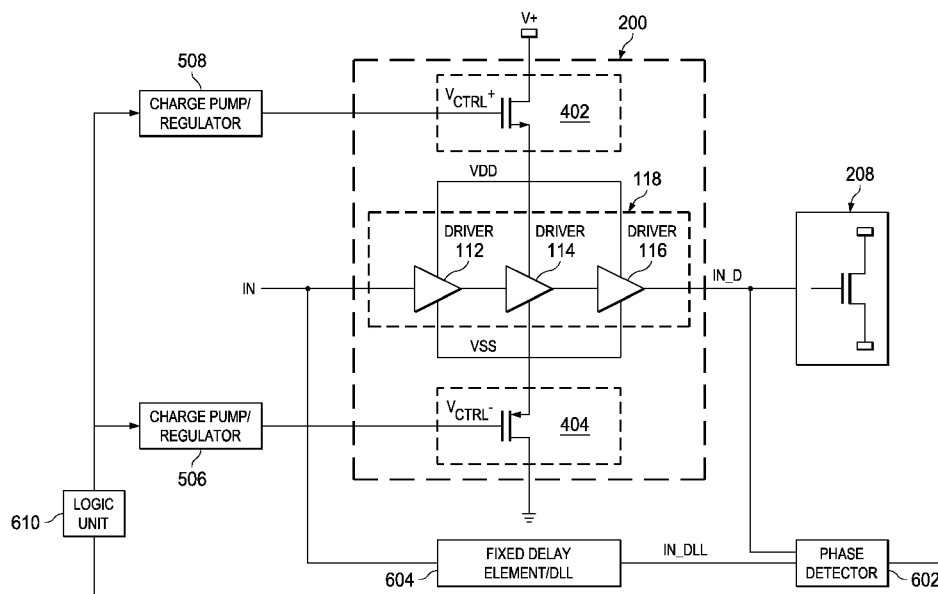 V+
200
508
CHARGE PUMP/
REGULATOR
VCTRL+
402
VDD
118
208
DRIVER
112
DRIVER
114
DRIVER
116
IN
IN_D
VSS
CHARGE PUMP/
REGULATOR
506
VCTRL-
404
610
LOGIC
UNIT
604
FIXED DELAY
ELEMENT/DLL
IN_DLL
PHASE
DETECTOR
602